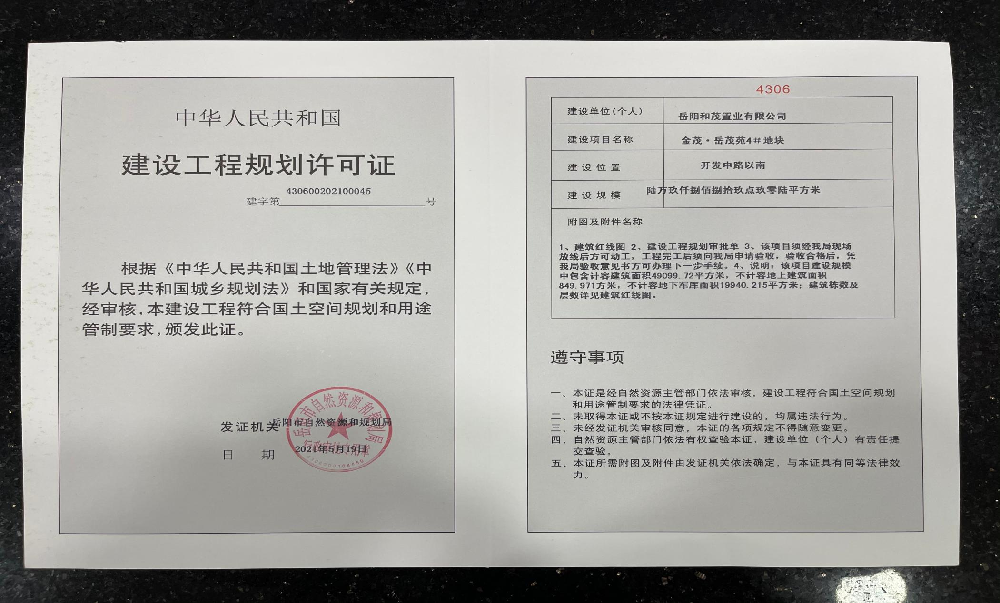 中华人民共和国
建设工程规划许可证
430600202100045
建字第 号
根据《中华人民共和国土地管理法》《中
华人民共和国城乡规划法》和国家有关规定,
经审核,本建设工程符合国土空间规划和用途
管制要求,颁发此证。
岳阳市自然资源和规划局
发证机关 岳阳市自然资源和规划局
行政审批专用章
日 期 2021年5月19日
4306000104450
4306
建设单位(个人) 岳阳和茂置业有限公司
建设项目名称 金茂·岳茂苑4#地块
建设位置 开发中路以南
建设规模 陆万玖仟捌佰捌拾玖点玖零陆平方米
附图及附件名称
1、建筑红线图 2、建设工程规划审批单 3、该项目须经我局现场
放线后方可动工，工程完工后须向我局申请验收，验收合格后，凭
我局验收意见书方可办理下一步手续。4、说明：该项目建设规模
中包含计容建筑面积49099.72平方米，不计容地上建筑面积
849.971方米，不计容地下车库面积19940.215平方米；建筑栋数及
层数详见建筑红线图。
遵守事项
一、本证是经自然资源主管部门依法审核，建设工程符合国土空间规划
和用途管制要求的法律凭证。
二、未取得本证或不按本证规定进行建设的，均属违法行为。
三、未经发证机关审核同意，本证的各项规定不得随意变更。
四、自然资源主管部门依法有权查验本证，建设单位（个人）有责任提
交查验。
五、本证所需附图及附件由发证机关依法确定，与本证具有同等法律效
力。